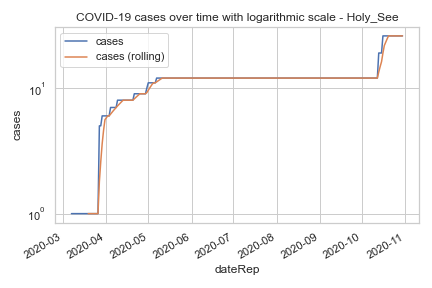 COVID-19 cases over time with logarithmic scale - Holy_See
cases
cases (rolling)
10¹
10⁰
cases
2020-03
2020-04
2020-05
2020-06
2020-07
2020-08
2020-09
2020-10
2020-11
dateRep